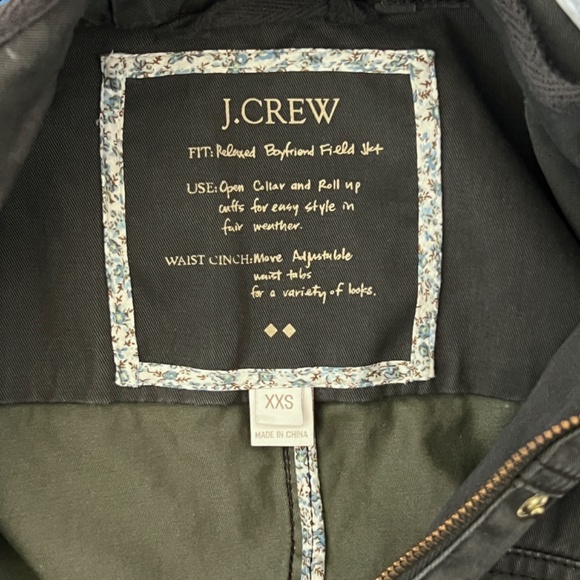 J.CREW
FIT: Relaxed Boyfriend Field Jkt
USE: Open Collar and Roll up
cuffs for easy style in
fair weather.
WAIST CINCH: Move Adjustable
waist tabs
for a variety of looks.
XXS
MADE IN CHINA